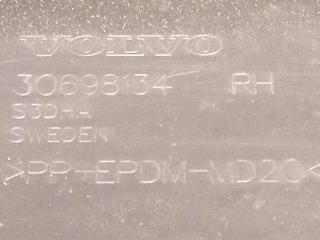 VOLVO
30698134 RH
S3DHA
SWEDEN
>PP-EPDM-MD20<